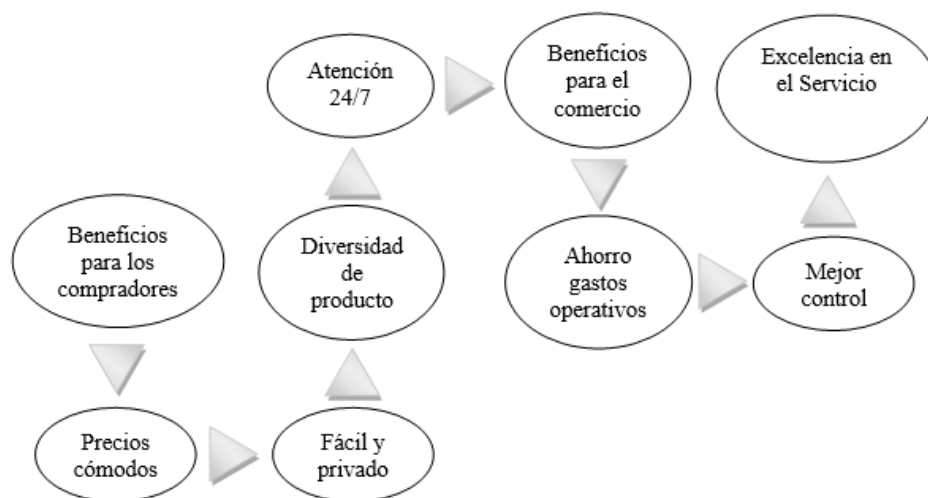 Beneficios
para los
compradores
Precios
cómodos
Fácil y
privado
Diversidad
de
producto
Atención
24/7
Beneficios
para el
comercio
Ahorro
gastos
operativos
Mejor
control
Excelencia en
el Servicio